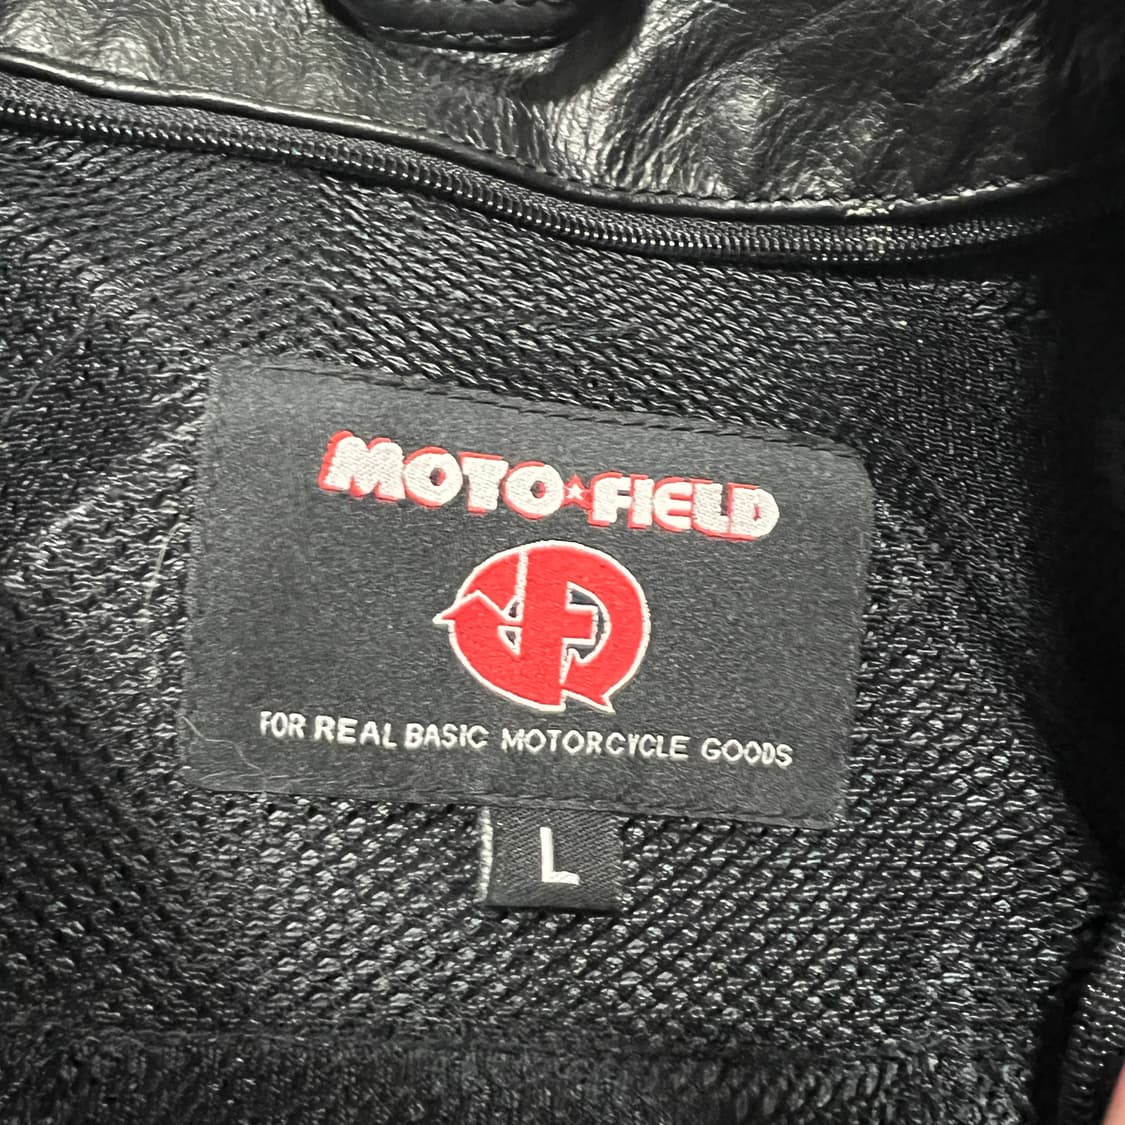 MOTO★FIELD
F
FOR REAL BASIC MOTORCYCLE GOODS
L